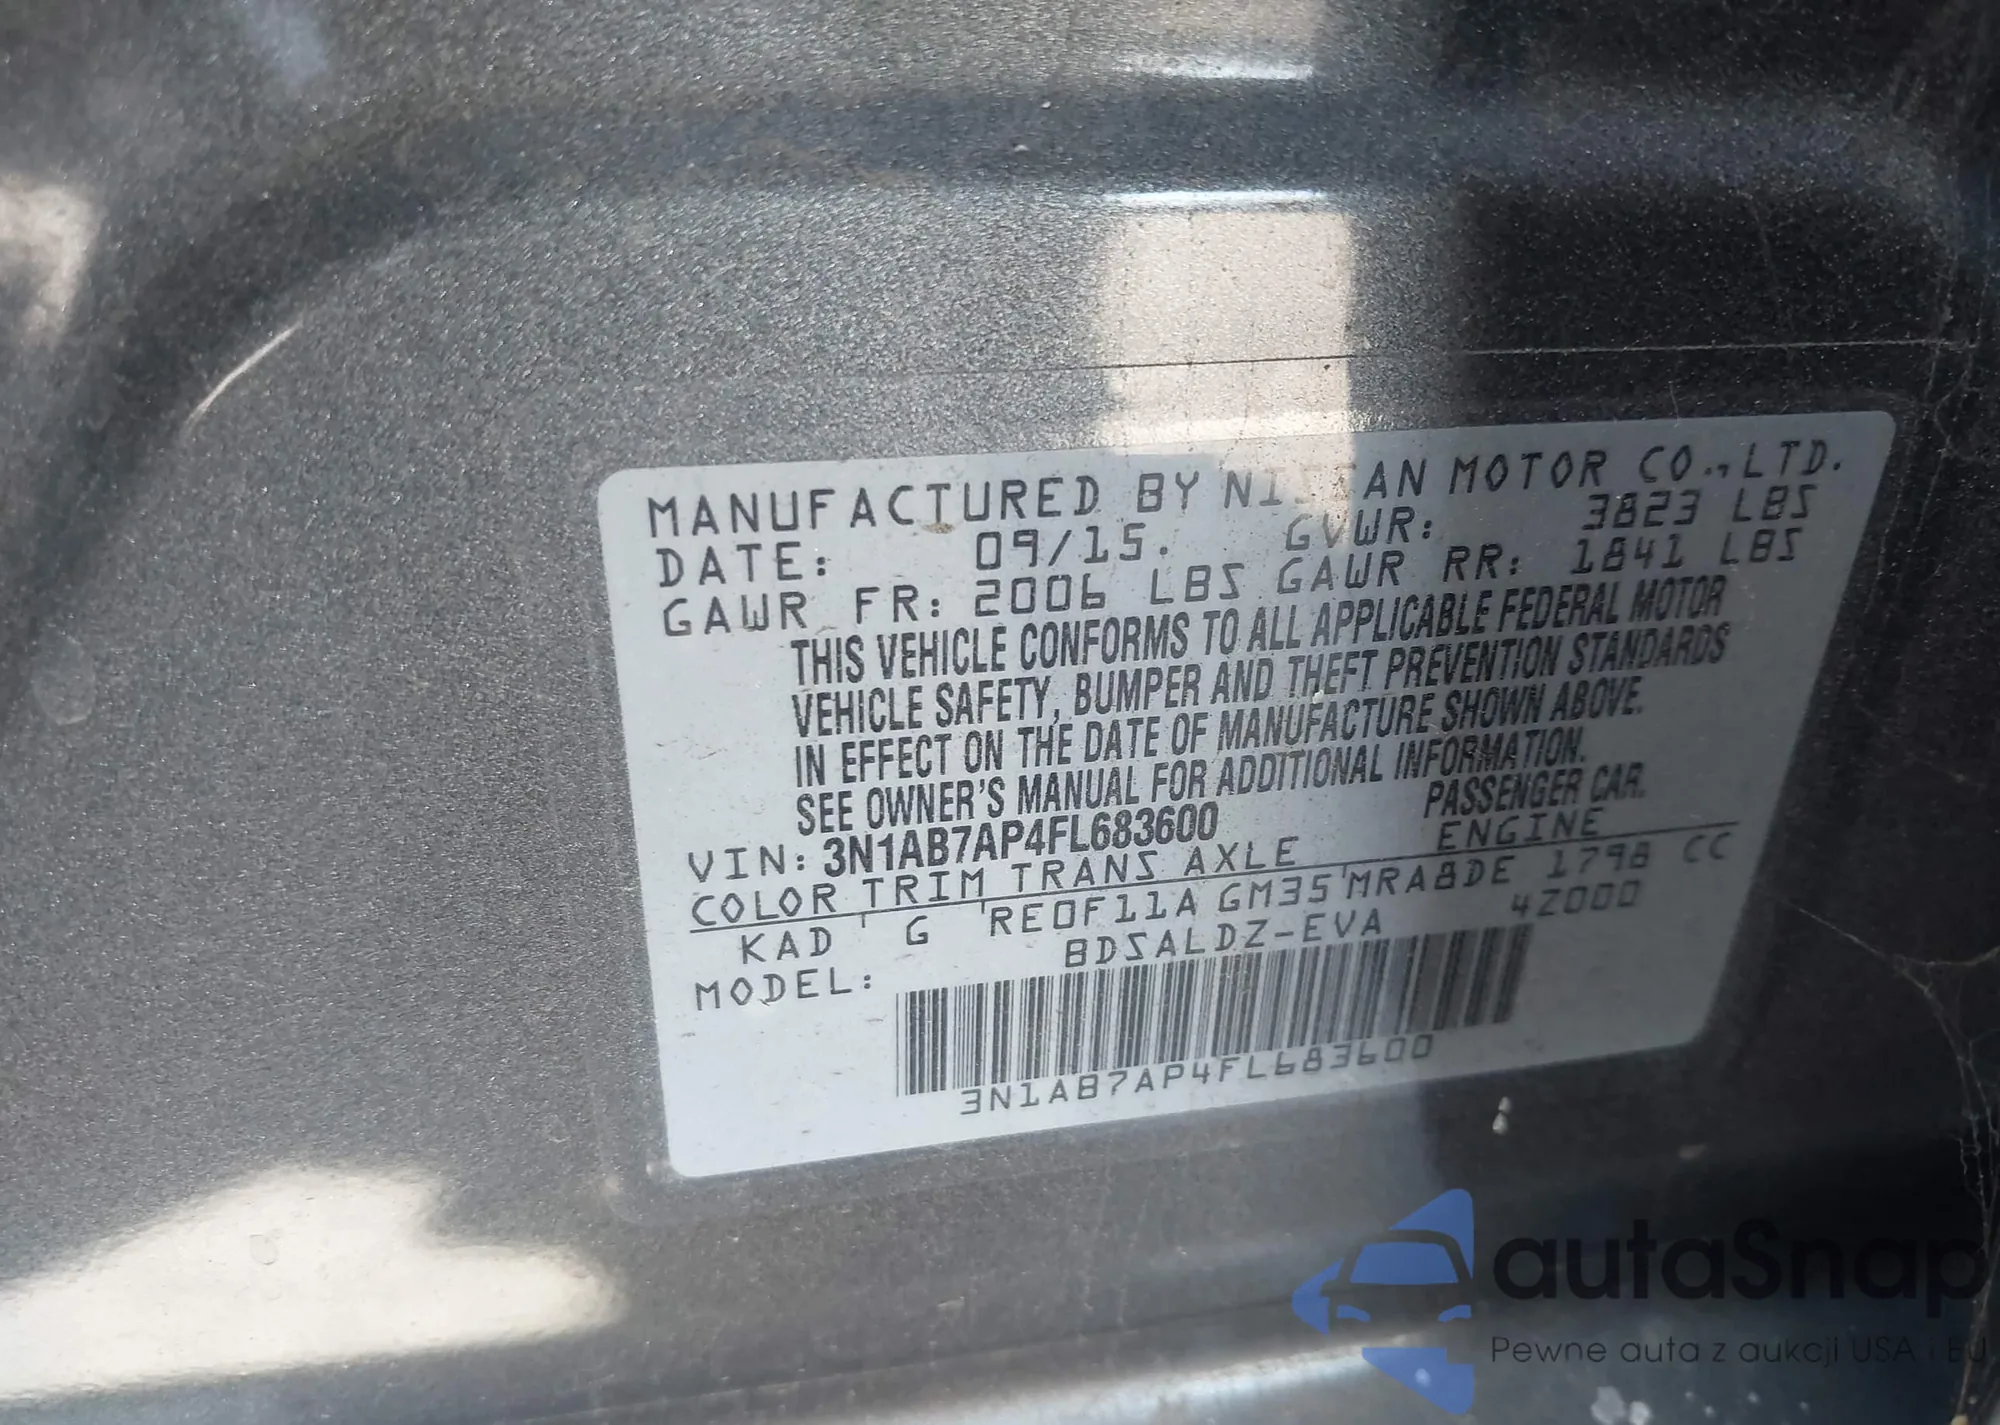 MANUFACTURED BY NISSAN MOTOR CO., LTD.
DATE: 09/15. GVWR: 3823 LBS
GAWR FR: 2006 LBS GAWR RR: 1841 LBS
THIS VEHICLE CONFORMS TO ALL APPLICABLE FEDERAL MOTOR
VEHICLE SAFETY, BUMPER AND THEFT PREVENTION STANDARDS
IN EFFECT ON THE DATE OF MANUFACTURE SHOWN ABOVE.
SEE OWNER'S MANUAL FOR ADDITIONAL INFORMATION.
VIN: 3N1AB7AP4FL683600 PASSENGER CAR.
COLOR TRIM TRANS AXLE ENGINE
KAD G RE0F11A GM35 MRA8DE 1798 CC
MODEL: BDSALDZ-EVA 4Z000
3N1AB7AP4FL683600
autaSnap
Pewne auta z aukcji USA i EU